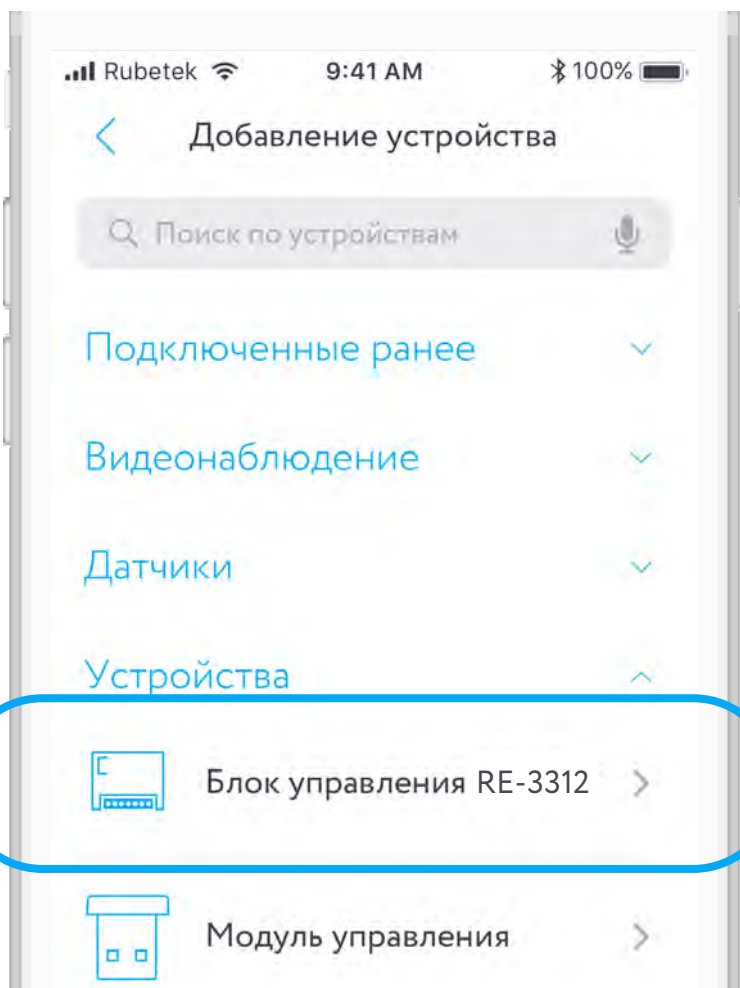 Rubetek 9:41 AM 100%
Добавление устройства
Поиск по устройствам
Подключенные ранее
Видеонаблюдение
Датчики
Устройства
Блок управления RE-3312
Модуль управления